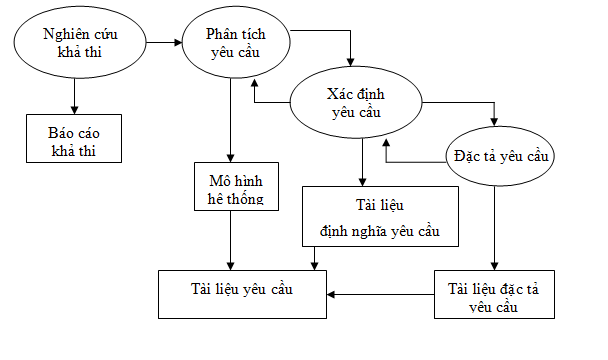 Nghiên cứu
khả thi
Phân tích
yêu cầu
Xác định
yêu cầu
Báo cáo
khả thi
Đặc tả yêu cầu
Mô hình
hê thống
Tài liệu
định nghĩa yêu cầu
Tài liệu yêu cầu
Tài liệu đặc tả
yêu cầu